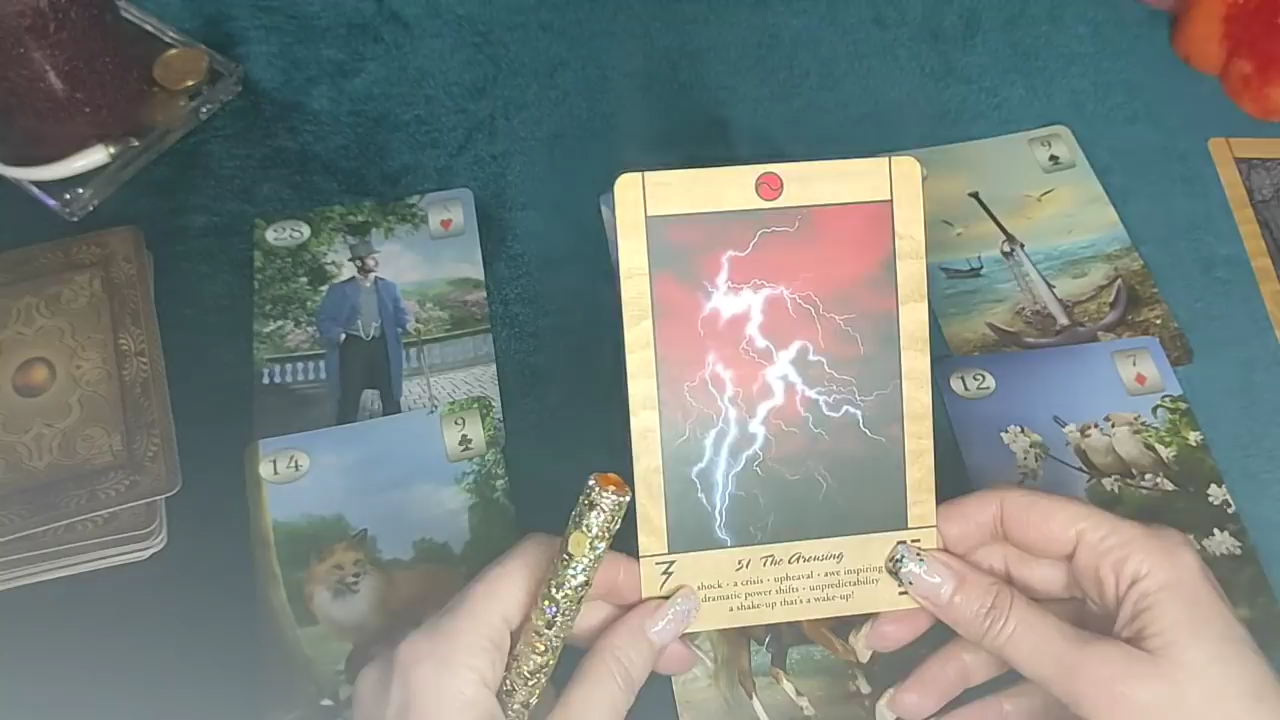 28
A
14
9
51 The Arousing
shock • a crisis • upheaval • awe inspiring
dramatic power shifts • unpredictability
a shake-up that's a wake-up!
9
12
7